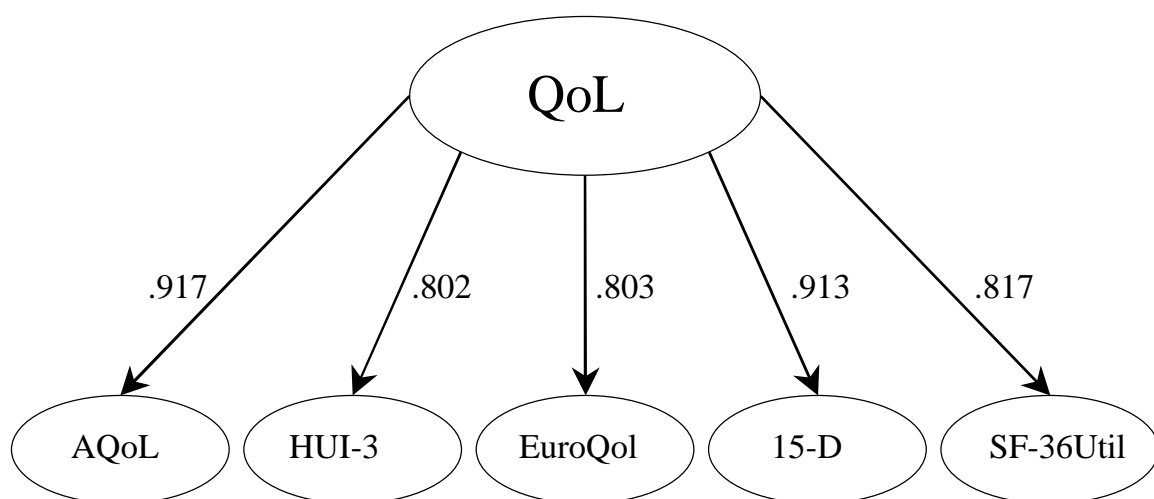 QoL
.917
.802
.803
.913
.817
AQoL
HUI-3
EuroQol
15-D
SF-36Util